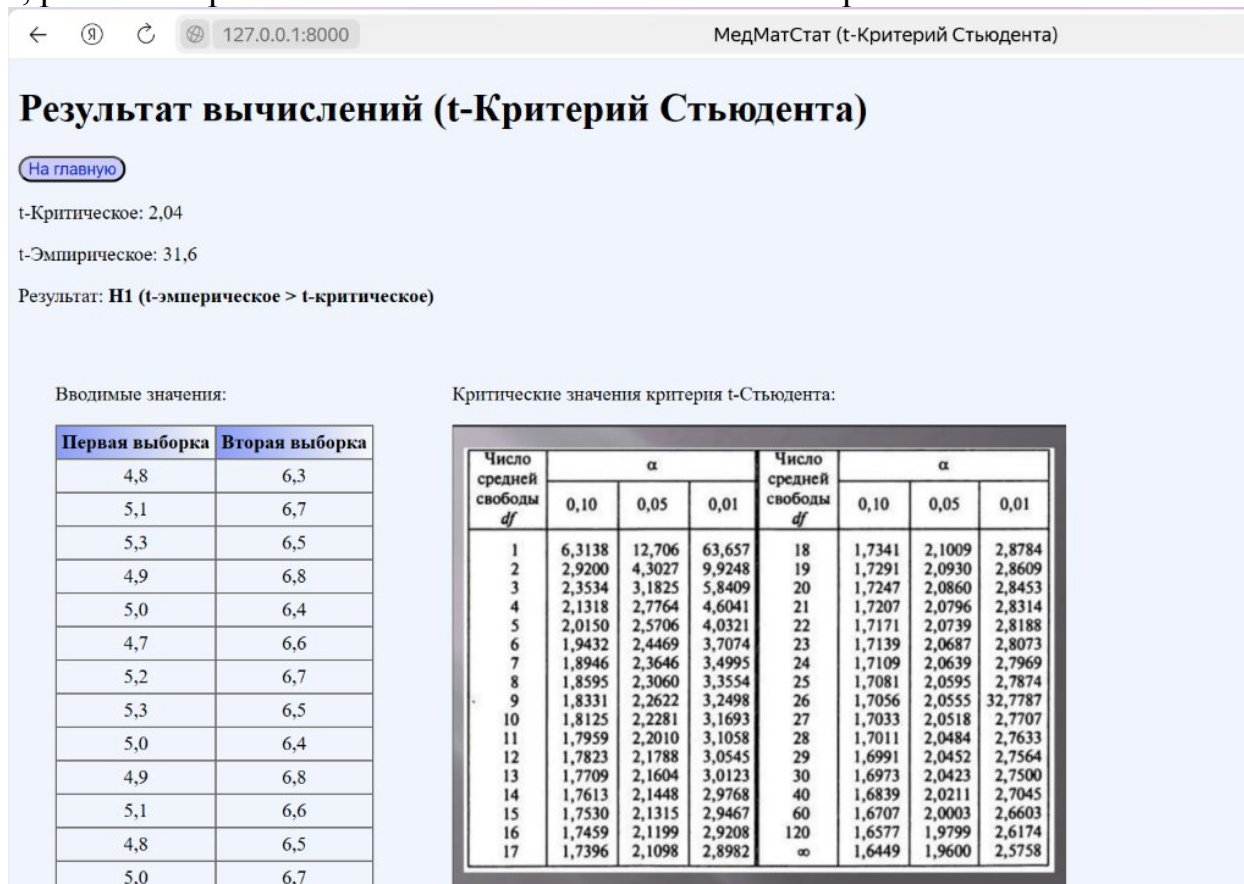 127.0.0.1:8000 МедМатСтат (t-Критерий Стьюдента)
Результат вычислений (t-Критерий Стьюдента)
На главную
t-Критическое: 2,04
t-Эмпирическое: 31,6
Результат: H1 (t-эмперическое > t-критическое)
Вводимые значения:
Первая выборка Вторая выборка
4,8 6,3
5,1 6,7
5,3 6,5
4,9 6,8
5,0 6,4
4,7 6,6
5,2 6,7
5,3 6,5
5,0 6,4
4,9 6,8
5,1 6,6
4,8 6,5
5,0 6,7
Критически значения критерия t-Стьюдента:
Число средней свободы df α Число средней свободы df α
0,10 0,05 0,01 0,10 0,05 0,01
1 6,3138 12,706 63,657 18 1,7341 2,1009 2,8784
2 2,9200 4,3027 9,9248 19 1,7291 2,0930 2,8609
3 2,3534 3,1825 5,8409 20 1,7247 2,0860 2,8453
4 2,1318 2,7764 4,6041 21 1,7207 2,0796 2,8314
5 2,0150 2,5706 4,0321 22 1,7171 2,0739 2,8188
6 1,9432 2,4469 3,7074 23 1,7139 2,0687 2,8073
7 1,8946 2,3646 3,4995 24 1,7109 2,0639 2,7969
8 1,8595 2,3060 3,3554 25 1,7081 2,0595 2,7874
9 1,8331 2,2622 3,2498 26 1,7056 2,0555 32,7787
10 1,8125 2,2281 3,1693 27 1,7033 2,0518 2,7707
11 1,7959 2,2010 3,1058 28 1,7011 2,0484 2,7633
12 1,7823 2,1788 3,0545 29 1,6991 2,0452 2,7564
13 1,7709 2,1604 3,0123 30 1,6973 2,0423 2,7500
14 1,7613 2,1448 2,9768 40 1,6839 2,0211 2,7045
15 1,7530 2,1315 2,9467 60 1,6707 2,0003 2,6603
16 1,7459 2,1199 2,9208 120 1,6577 1,9799 2,6174
17 1,7396 2,1098 2,8982 ∞ 1,6449 1,9600 2,5758